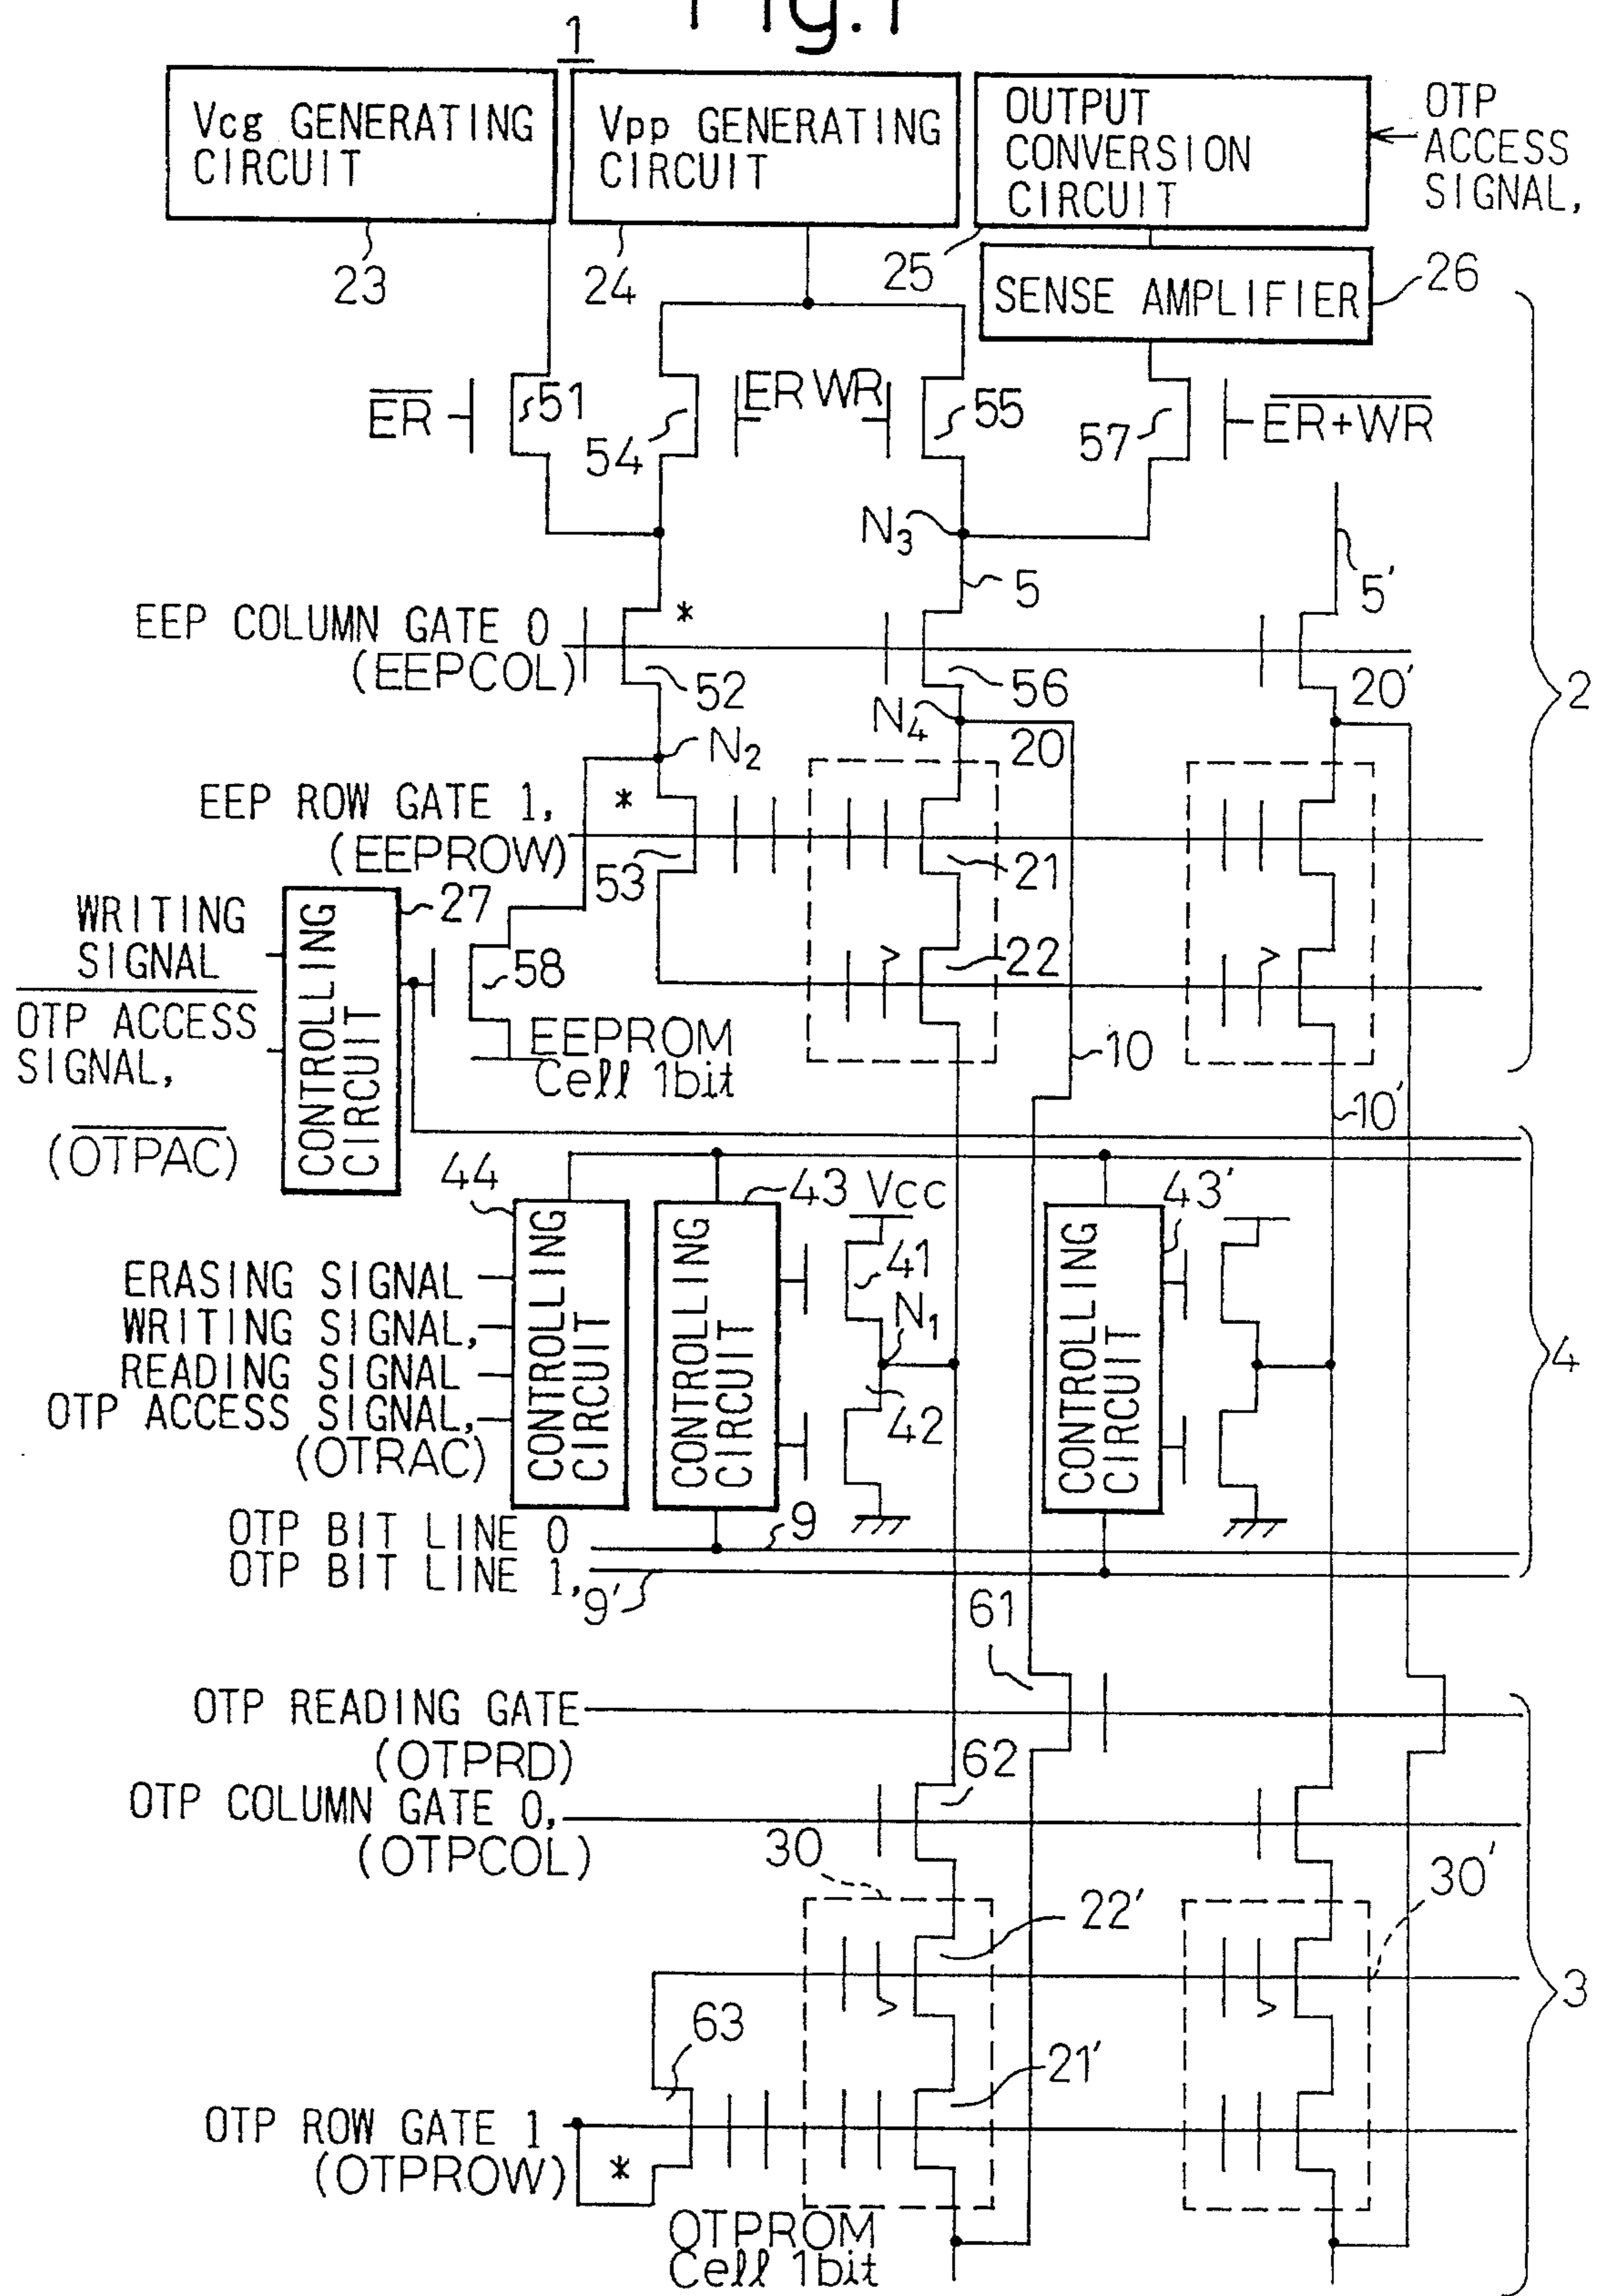 Fig.1
1
Vcg GENERATING
CIRCUIT
Vpp GENERATING
CIRCUIT
OUTPUT
CONVERSION
CIRCUIT
OTP
ACCESS
SIGNAL,
23
24
25
SENSE AMPLIFIER
26
ER
51
54
ER
WR
55
57
ER+WR
N3
5
5'
EEP COLUMN GATE 0
(EEPCOL)
*
52
56
20'
2
N4
N2
20
EEP ROW GATE 1,
(EEPROW)
*
53
21
WRITING
SIGNAL
OTP ACCESS
SIGNAL,
(OTPAC)
CONTROLLING
CIRCUIT
27
58
22
EEPROM
Cell 1bit
10
10'
44
43
Vcc
43'
ERASING SIGNAL
WRITING SIGNAL,
READING SIGNAL
OTP ACCESS SIGNAL,
(OTRAC)
CONTROLLING
CIRCUIT
CONTROLLING
CIRCUIT
41
N1
42
CONTROLLING
CIRCUIT
4
OTP BIT LINE 0
9
OTP BIT LINE 1,
9'
61
OTP READING GATE
(OTPRD)
62
OTP COLUMN GATE 0,
(OTPCOL)
30
30'
22'
3
63
21'
OTP ROW GATE 1
(OTPROW)
*
OTPROM
Cell 1bit